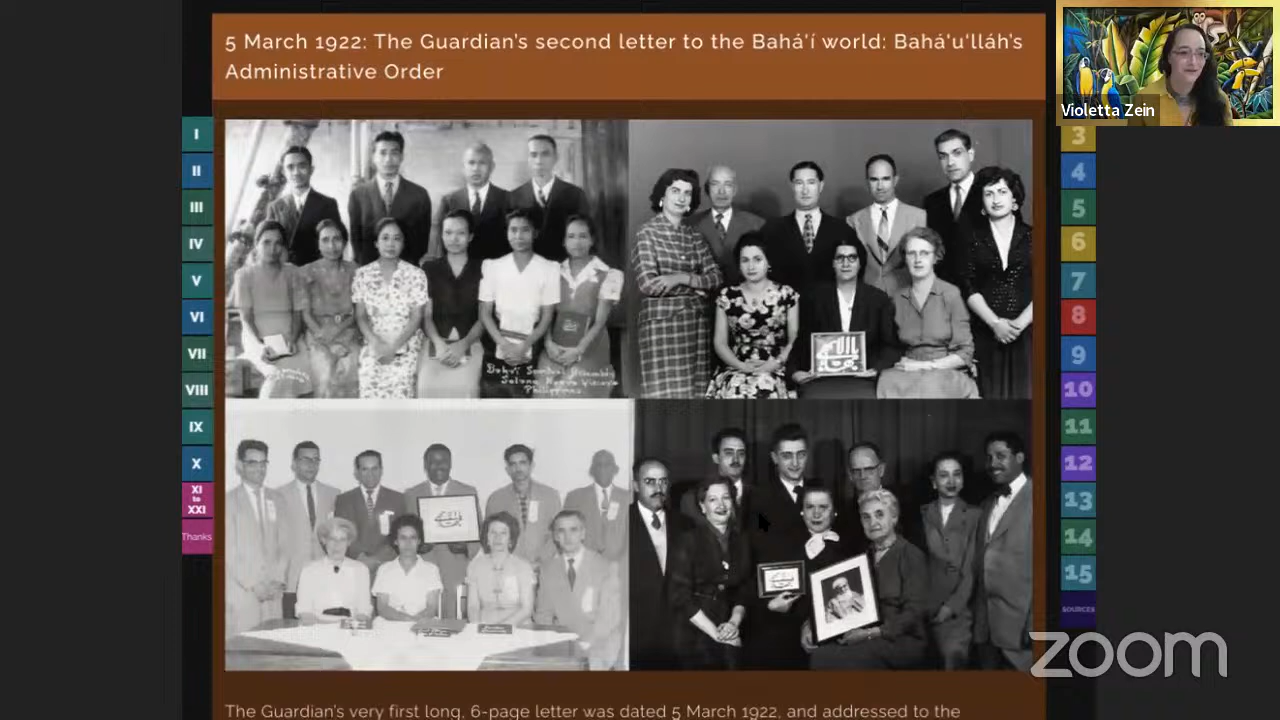 5 March 1922: The Guardian's second letter to the Bahá'í world: Bahá'u'lláh's
Administrative Order
Violetta Zein
I
II
III
IV
V
VI
VII
VIII
IX
X
XI
to
XXI
Thanks
3
4
5
6
7
8
9
10
11
12
13
14
15
SOURCES
Philippines
zoom
The Guardian's very first long, 6-page letter was dated 5 March 1922, and addressed to the